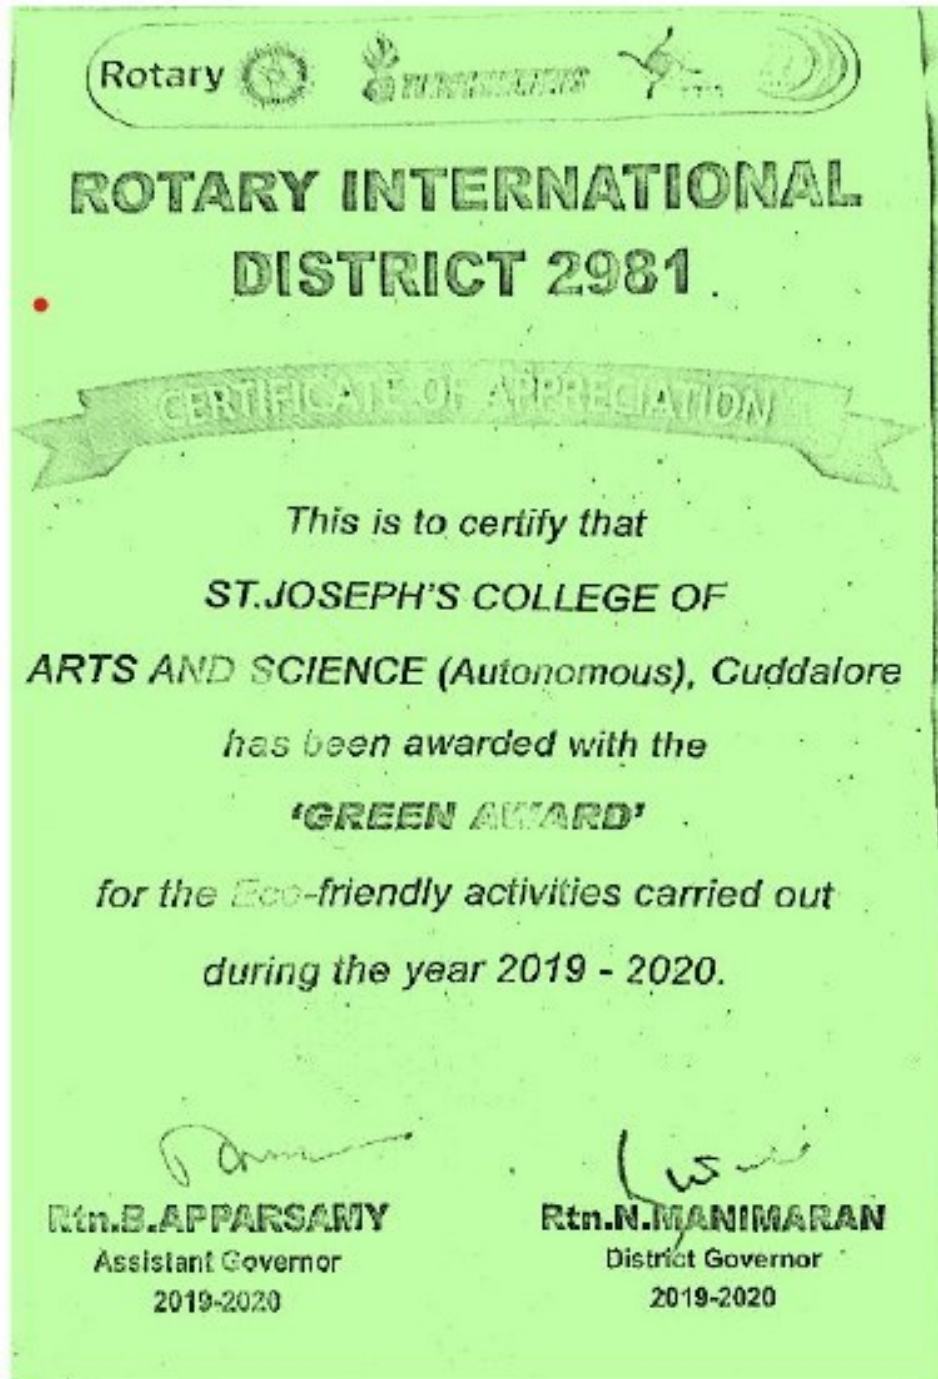 Rotary
ROTARY INTERNATIONAL
DISTRICT 2981
CERTIFICATE OF APPRECIATION
This is to certify that
ST.JOSEPH'S COLLEGE OF
ARTS AND SCIENCE (Autonomous), Cuddalore
has been awarded with the
'GREEN AWARD'
for the Eco-friendly activities carried out
during the year 2019 - 2020.
Rtn.B.APPARSAMY
Assistant Governor
2019-2020
Rtn.N.MANIMARAN
District Governor
2019-2020